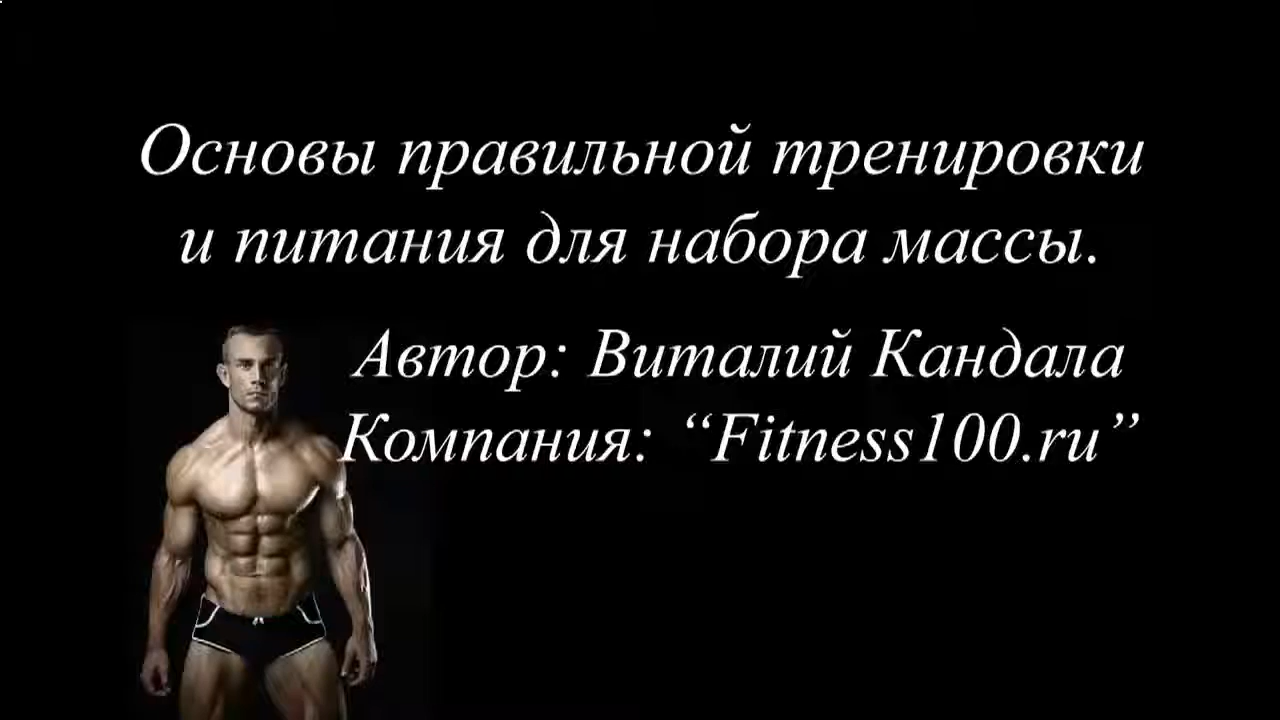 Основы правильной тренировки
и питания для набора массы.
Автор: Виталий Кандала
Компания: “Fitness100.ru”